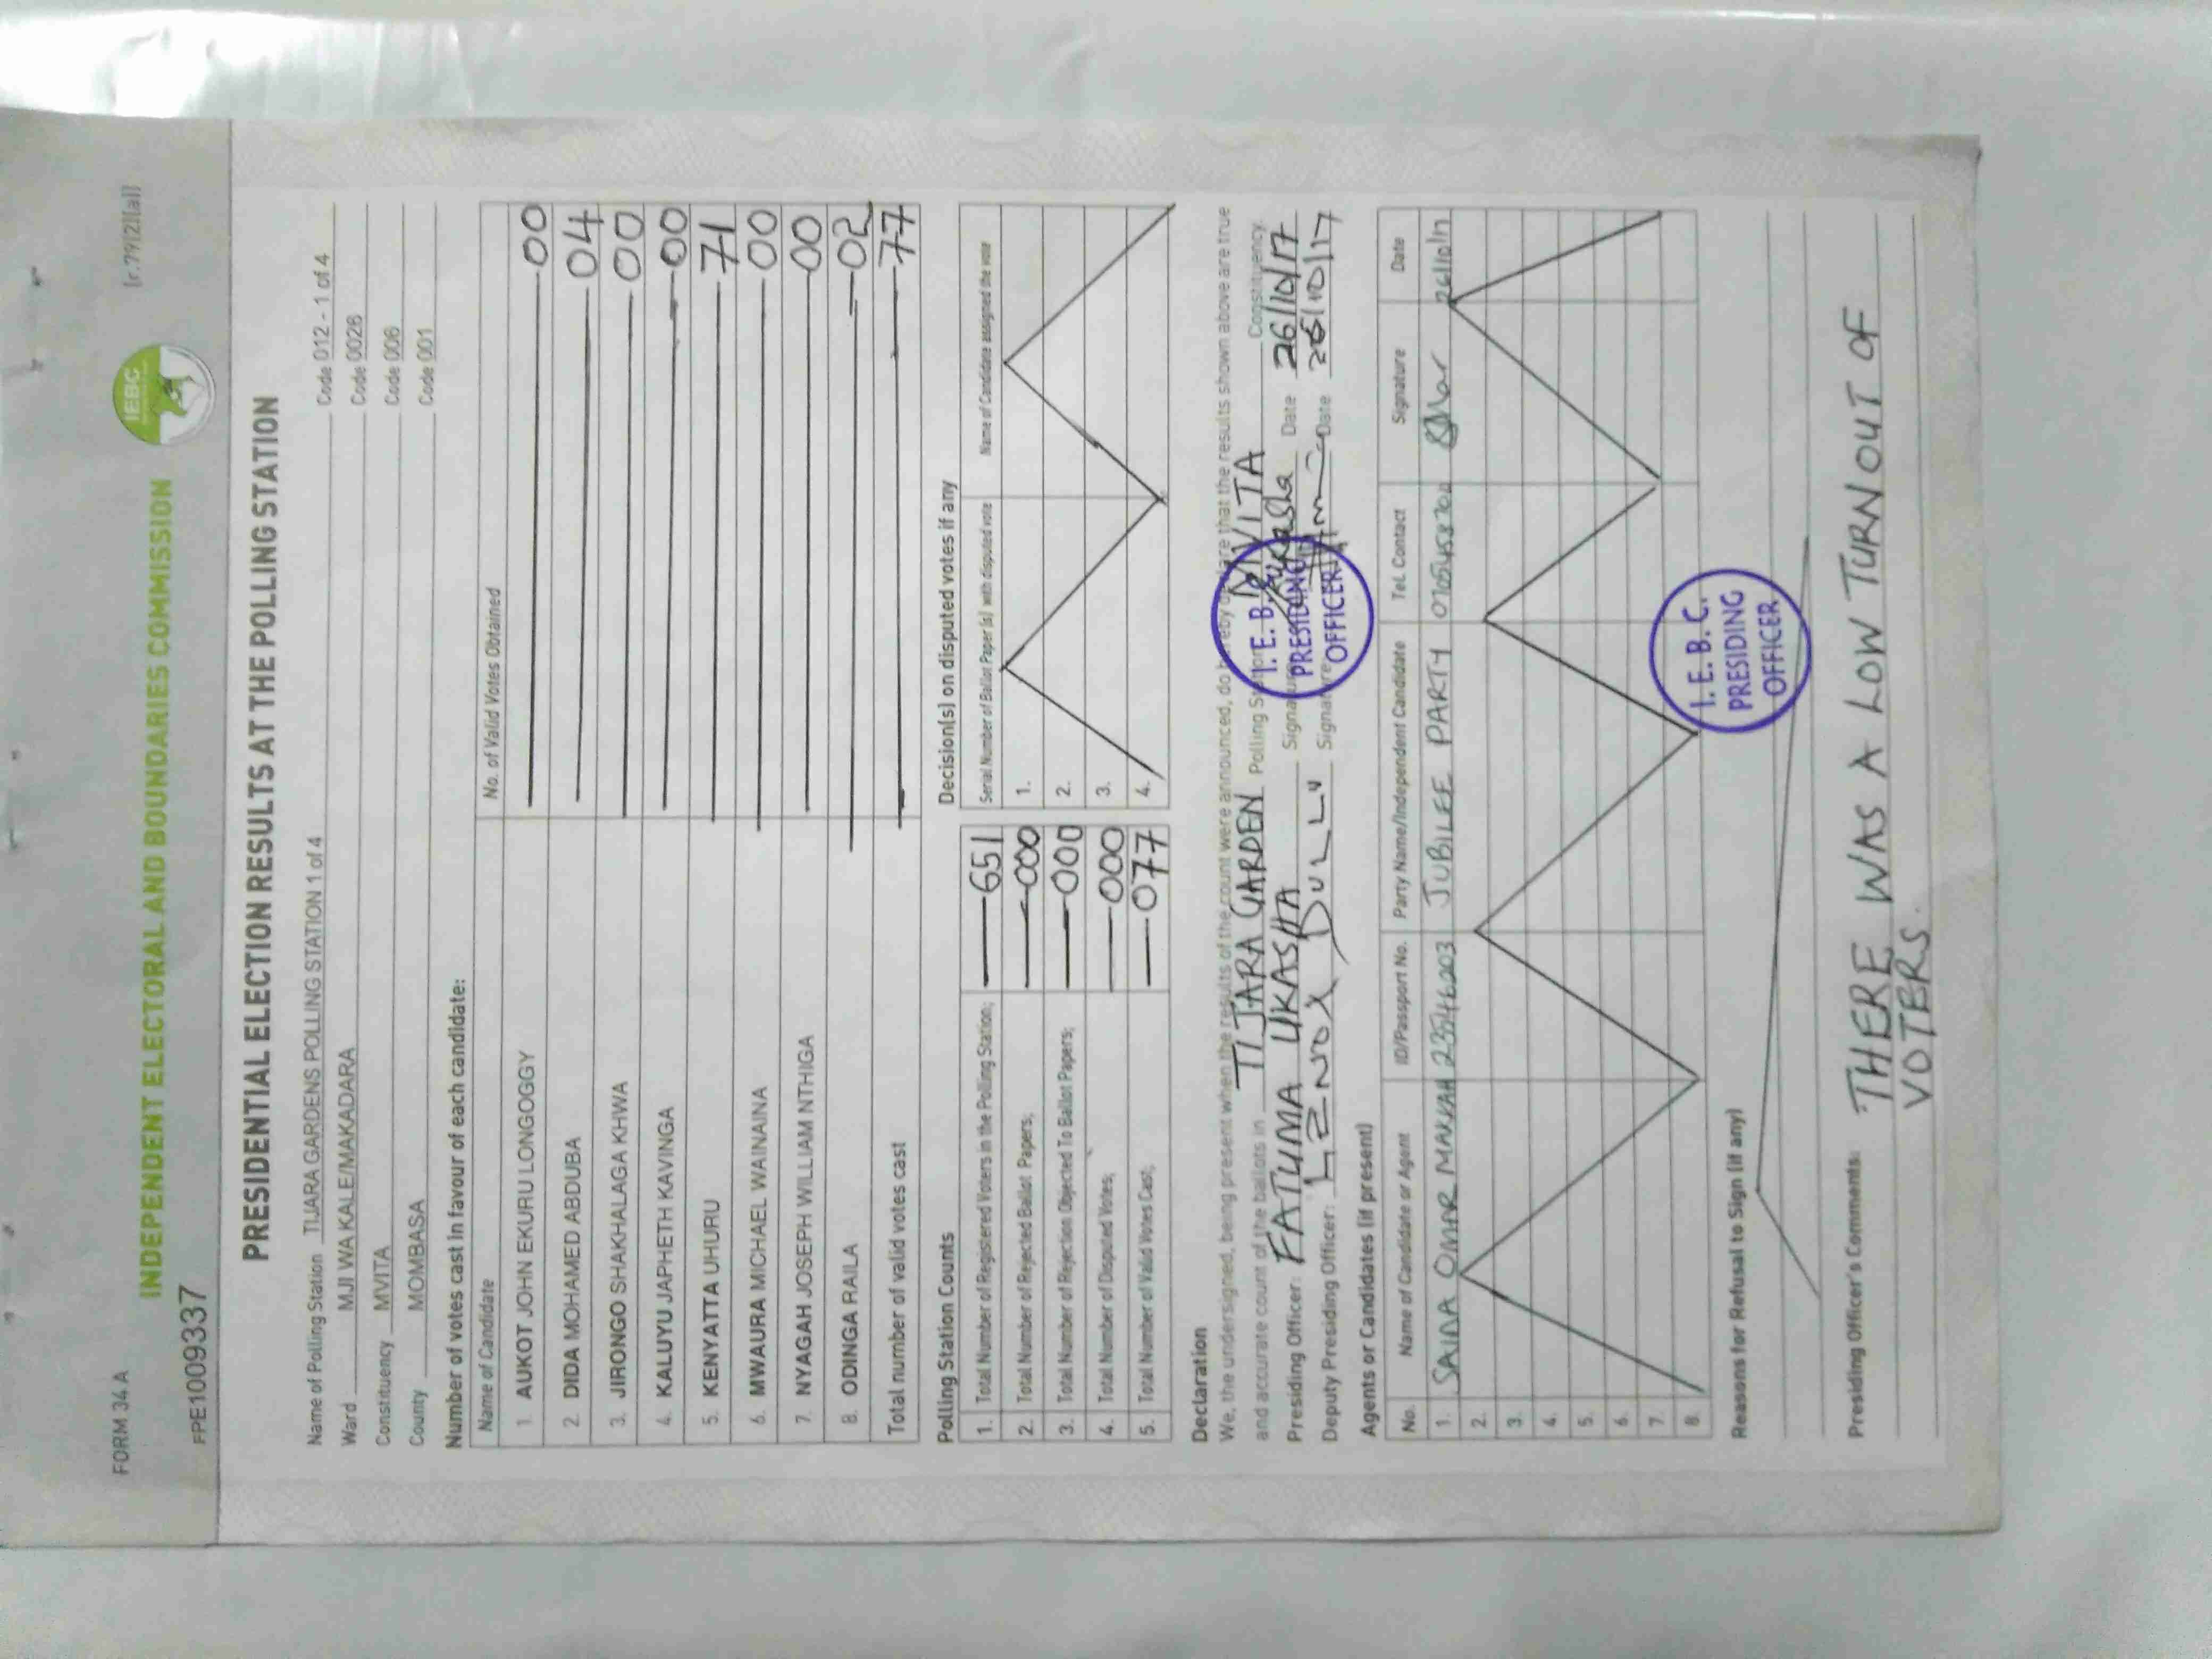 FORM 34 A
[r.79(2)(a)]
IEBC
INDEPENDENT ELECTORAL AND BOUNDARIES COMMISSION
FPE1009337
PRESIDENTIAL ELECTION RESULTS AT THE POLLING STATION
Name of Polling Station TIJARA GARDENS POLLING STATION 1 of 4 Code 012 - 1 of 4
Ward MJI WA KALE/MAKADARA Code 0026
Constituency MVITA Code 006
County MOMBASA Code 001
Number of votes cast in favour of each candidate:
Name of Candidate No. of Valid Votes Obtained
1. AUKOT JOHN EKURU LONGOGGY 00
2. DIDA MOHAMED ABDUBA 04
3. JIRONGO SHAKHALAGA KHWA 00
4. KALUYU JAPHETH KAVINGA 00
5. KENYATTA UHURU 71
6. MWAURA MICHAEL WAINAINA 00
7. NYAGAH JOSEPH WILLIAM NTHIGA 00
8. ODINGA RAILA 02
Total number of valid votes cast 77
Polling Station Counts
1. Total Number of Registered Voters in the Polling Station; 651
2. Total Number of Rejected Ballot Papers; 000
3. Total Number of Rejection Objected To Ballot Papers; 000
4. Total Number of Disputed Votes; 000
5. Total Number of Valid Votes Cast; 077
Decision(s) on disputed votes if any
Serial Number of Ballot Paper (s) with disputed vote Name of Candidate assigned the vote
1.
2.
3.
4.
Declaration
We, the undersigned, being present when the results of the count were announced, do hereby declare that the results shown above are true
and accurate count of the ballots in TIJARA GARDEN Polling Station MVITA Constituency.
Presiding Officer: FATUMA UKASHA Signature Ukasha Date 26/10/17
Deputy Presiding Officer: LENOX DULLU Signature Date 26/10/17
I. E. B. C.
PRESIDING
OFFICER
Agents or Candidates (if present)
No. Name of Candidate or Agent ID/Passport No. Party Name/Independent Candidate Tel. Contact Signature Date
1. SAIDA OMAR JUBILEE PARTY 26/10/17
2.
3.
4.
5.
6.
7.
8.
I. E. B. C.
PRESIDING
OFFICER
Reasons for Refusal to Sign (if any)
Presiding Officer's Comments: THERE WAS A LOW TURNOUT OF
VOTERS.